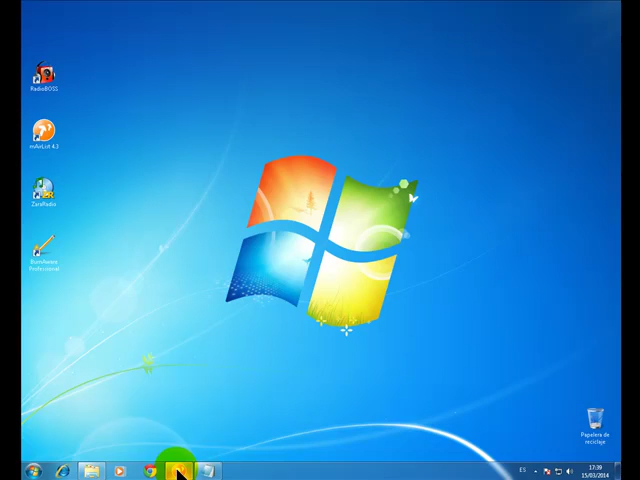 RadioBOSS
mAirList 4.3
ZaraRadio
BurnAware
Professional
Papelera de
reciclaje
ES
17:39
15/03/2014